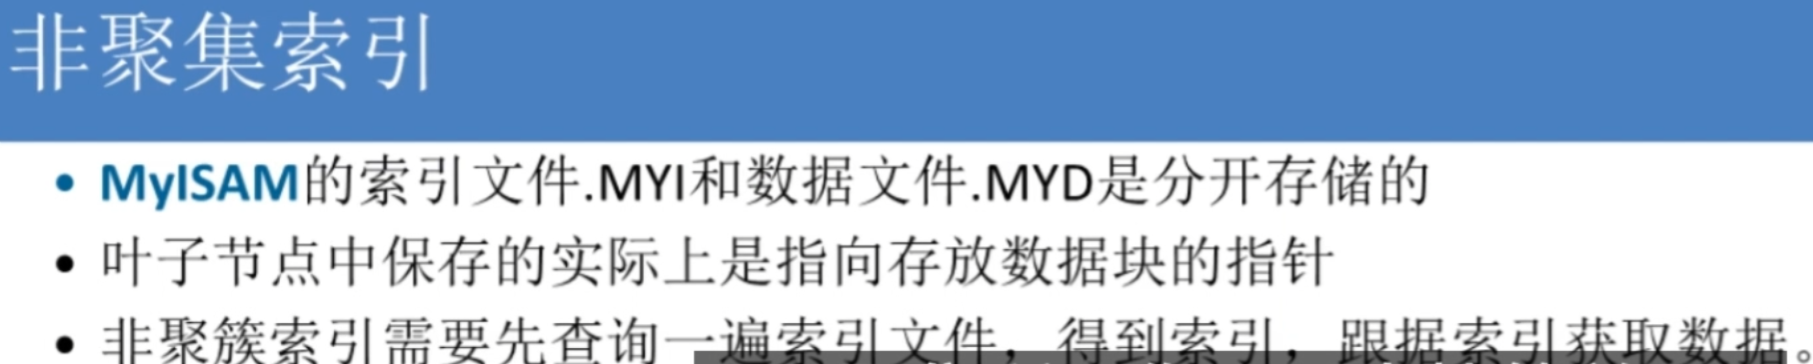 非聚集索引
• MyISAM的索引文件.MYI和数据文件.MYD是分开存储的
• 叶子节点中保存的实际上是指向存放数据块的指针
• 非聚簇索引需要先查询一遍索引文件，得到索引，跟据索引获取数据。